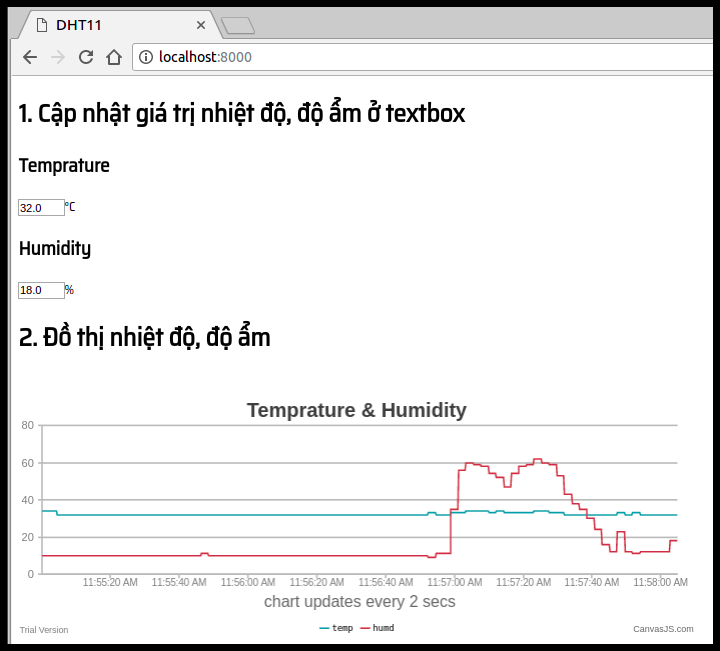 DHT11
localhost:8000
1. Cập nhật giá trị nhiệt độ, độ ẩm ở textbox
Temprature
32.0 °C
Humidity
18.0 %
2. Đồ thị nhiệt độ, độ ẩm
Temprature & Humidity
80
60
40
20
0
11:55:20 AM 11:55:40 AM 11:56:00 AM 11:56:20 AM 11:56:40 AM 11:57:00 AM 11:57:20 AM 11:57:40 AM 11:58:00 AM
chart updates every 2 secs
temp humd
Trial Version CanvasJS.com